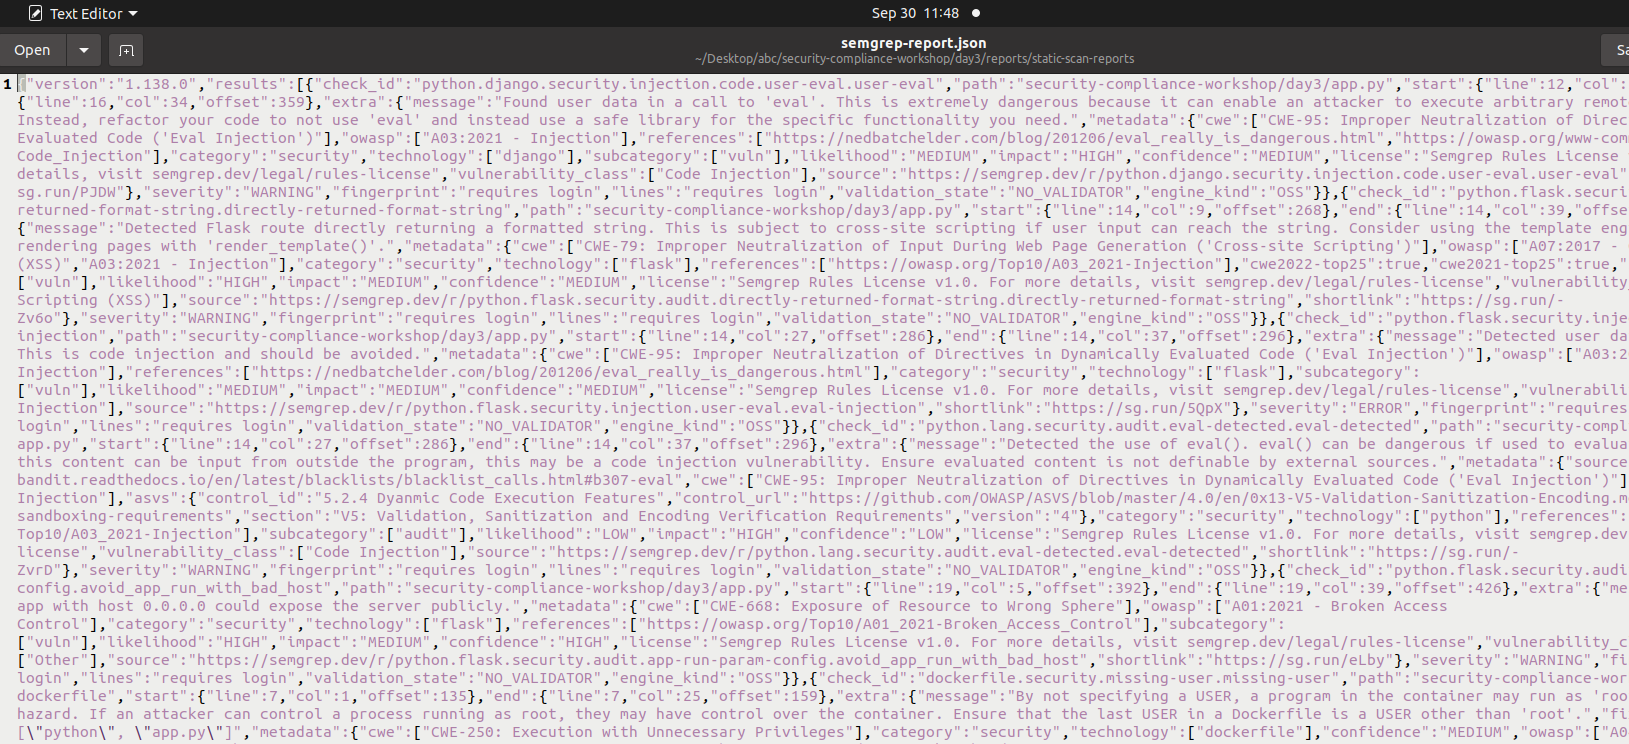 Text Editor
Sep 30 11:48
Open
semgrep-report.json
~/Desktop/abc/security-compliance-workshop/day3/reports/static-scan-reports
1
{"version":"1.138.0","results":[{"check_id":"python.django.security.injection.code.user-eval.user-eval","path":"security-compliance-workshop/day3/app.py","start":{"line":12,"col":
{"line":16,"col":34,"offset":359},"extra":{"message":"Found user data in a call to 'eval'. This is extremely dangerous because it can enable an attacker to execute arbitrary remot
Instead, refactor your code to not use 'eval' and instead use a safe library for the specific functionality you need.","metadata":{"cwe":["CWE-95: Improper Neutralization of Direc
Evaluated Code ('Eval Injection')"],"owasp":["A03:2021 - Injection"],"references":["https://nedbatchelder.com/blog/201206/eval_really_is_dangerous.html","https://owasp.org/www-com
Code_Injection"],"category":"security","technology":["django"],"subcategory":["vuln"],"likelihood":"MEDIUM","impact":"HIGH","confidence":"MEDIUM","license":"Semgrep Rules License
details, visit semgrep.dev/legal/rules-license","vulnerability_class":["Code Injection"],"source":"https://semgrep.dev/r/python.django.security.injection.code.user-eval.user-eval"
sg.run/PJDW"},"severity":"WARNING","fingerprint":"requires login","lines":"requires login","validation_state":"NO_VALIDATOR","engine_kind":"OSS"}},{"check_id":"python.flask.securi
returned-format-string.directly-returned-format-string","path":"security-compliance-workshop/day3/app.py","start":{"line":14,"col":9,"offset":268},"end":{"line":14,"col":39,"offse
{"message":"Detected Flask route directly returning a formatted string. This is subject to cross-site scripting if user input can reach the string. Consider using the template eng
rendering pages with 'render_template()'.","metadata":{"cwe":["CWE-79: Improper Neutralization of Input During Web Page Generation ('Cross-site Scripting')"],"owasp":["A07:2017 -
(XSS)","A03:2021 - Injection"],"category":"security","technology":["flask"],"references":["https://owasp.org/Top10/A03_2021-Injection"],"cwe2022-top25":true,"cwe2021-top25":true,"
["vuln"],"likelihood":"HIGH","impact":"MEDIUM","confidence":"MEDIUM","license":"Semgrep Rules License v1.0. For more details, visit semgrep.dev/legal/rules-license","vulnerability_
Scripting (XSS)"],"source":"https://semgrep.dev/r/python.flask.security.audit.directly-returned-format-string.directly-returned-format-string","shortlink":"https://sg.run/-
Zv6o"},"severity":"WARNING","fingerprint":"requires login","lines":"requires login","validation_state":"NO_VALIDATOR","engine_kind":"OSS"}},{"check_id":"python.flask.security.inje
injection","path":"security-compliance-workshop/day3/app.py","start":{"line":14,"col":27,"offset":286},"end":{"line":14,"col":37,"offset":296},"extra":{"message":"Detected user da
This is code injection and should be avoided.","metadata":{"cwe":["CWE-95: Improper Neutralization of Directives in Dynamically Evaluated Code ('Eval Injection')"],"owasp":["A03:2
Injection"],"references":["https://nedbatchelder.com/blog/201206/eval_really_is_dangerous.html"],"category":"security","technology":["flask"],"subcategory":
["vuln"],"likelihood":"MEDIUM","impact":"MEDIUM","confidence":"MEDIUM","license":"Semgrep Rules License v1.0. For more details, visit semgrep.dev/legal/rules-license","vulnerabili
Injection"],"source":"https://semgrep.dev/r/python.flask.security.injection.user-eval.eval-injection","shortlink":"https://sg.run/5QpX"},"severity":"ERROR","fingerprint":"requires
login","lines":"requires login","validation_state":"NO_VALIDATOR","engine_kind":"OSS"}},{"check_id":"python.lang.security.audit.eval-detected.eval-detected","path":"security-compl
app.py","start":{"line":14,"col":27,"offset":286},"end":{"line":14,"col":37,"offset":296},"extra":{"message":"Detected the use of eval(). eval() can be dangerous if used to evalua
this content can be input from outside the program, this may be a code injection vulnerability. Ensure evaluated content is not definable by external sources.","metadata":{"source
bandit.readthedocs.io/en/latest/blacklists/blacklist_calls.html#b307-eval","cwe":["CWE-95: Improper Neutralization of Directives in Dynamically Evaluated Code ('Eval Injection')"]
Injection"],"asvs":{"control_id":"5.2.4 Dyanmic Code Execution Features","control_url":"https://github.com/OWASP/ASVS/blob/master/4.0/en/0x13-V5-Validation-Sanitization-Encoding.m
sandboxing-requirements","section":"V5: Validation, Sanitization and Encoding Verification Requirements","version":"4"},"category":"security","technology":["python"],"references":
Top10/A03_2021-Injection"],"subcategory":["audit"],"likelihood":"LOW","impact":"HIGH","confidence":"LOW","license":"Semgrep Rules License v1.0. For more details, visit semgrep.dev
license","vulnerability_class":["Code Injection"],"source":"https://semgrep.dev/r/python.lang.security.audit.eval-detected.eval-detected","shortlink":"https://sg.run/-
ZvrD"},"severity":"WARNING","fingerprint":"requires login","lines":"requires login","validation_state":"NO_VALIDATOR","engine_kind":"OSS"}},{"check_id":"python.flask.security.audi
config.avoid_app_run_with_bad_host","path":"security-compliance-workshop/day3/app.py","start":{"line":19,"col":5,"offset":392},"end":{"line":19,"col":39,"offset":426},"extra":{"me
app with host 0.0.0.0 could expose the server publicly.","metadata":{"cwe":["CWE-668: Exposure of Resource to Wrong Sphere"],"owasp":["A01:2021 - Broken Access
Control"],"category":"security","technology":["flask"],"references":["https://owasp.org/Top10/A01_2021-Broken_Access_Control"],"subcategory":
["vuln"],"likelihood":"HIGH","impact":"MEDIUM","confidence":"HIGH","license":"Semgrep Rules License v1.0. For more details, visit semgrep.dev/legal/rules-license","vulnerability_c
["Other"],"source":"https://semgrep.dev/r/python.flask.security.audit.app-run-param-config.avoid_app_run_with_bad_host","shortlink":"https://sg.run/eLby"},"severity":"WARNING","fi
login","lines":"requires login","validation_state":"NO_VALIDATOR","engine_kind":"OSS"}},{"check_id":"dockerfile.security.missing-user.missing-user","path":"security-compliance-wor
dockerfile","start":{"line":7,"col":1,"offset":135},"end":{"line":7,"col":25,"offset":159},"extra":{"message":"By not specifying a USER, a program in the container may run as 'roo
hazard. If an attacker can control a process running as root, they may have control over the container. Ensure that the last USER in a Dockerfile is a USER other than 'root'.","fi
[\"python\", \"app.py\"]","metadata":{"cwe":["CWE-250: Execution with Unnecessary Privileges"],"category":"security","technology":["dockerfile"],"confidence":"MEDIUM","owasp":["A0